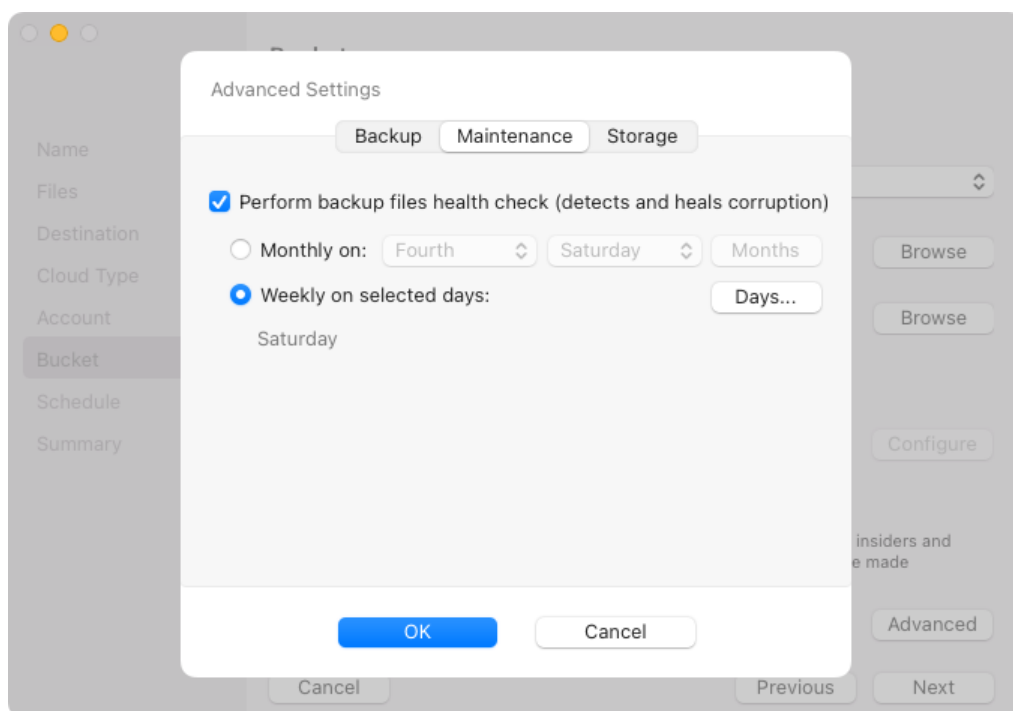 Advanced Settings
Backup Maintenance Storage
Name
Files
Destination
Cloud Type
Account
Bucket
Schedule
Summary
Perform backup files health check (detects and heals corruption)
Monthly on: Fourth Saturday Months
Weekly on selected days: Days...
Saturday
OK Cancel
Browse
Browse
Configure
insiders and
e made
Advanced
Cancel Previous Next